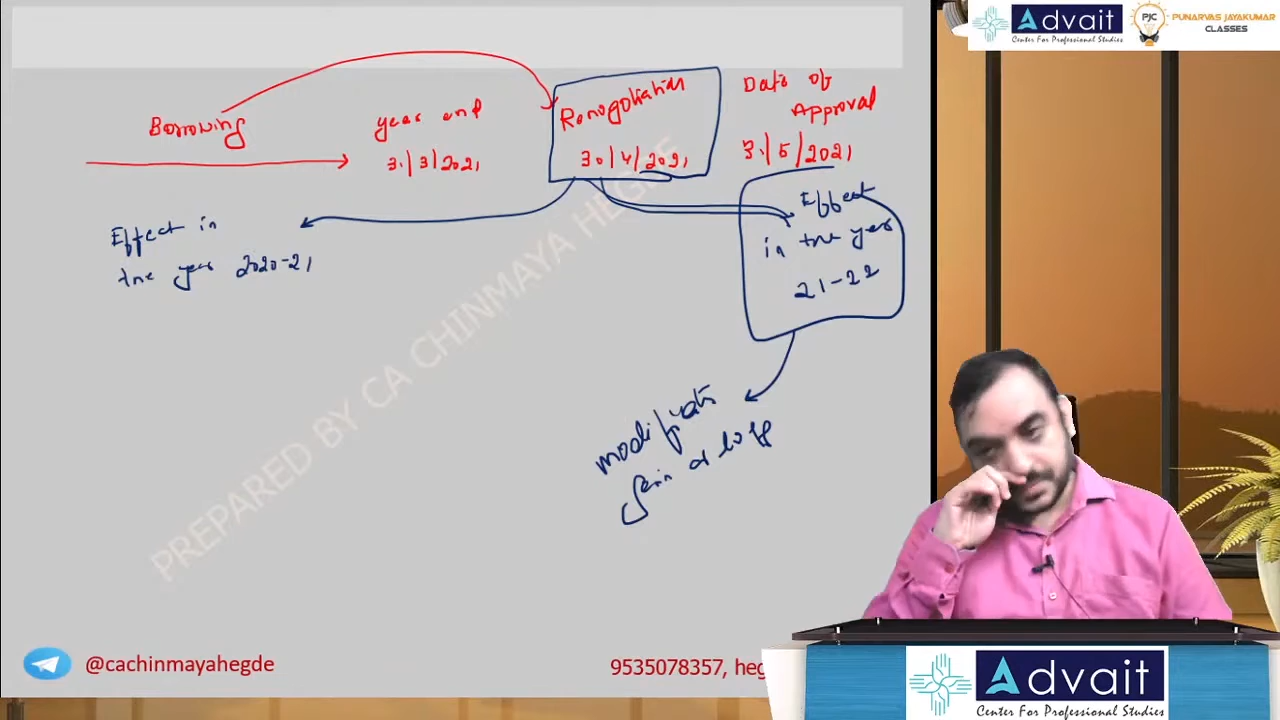 Advait
Center For Professional Studies
PJC
PUNARVAS JAYAKUMAR
CLASSES
Borrowing
year end
31/3/2021
Renogotiation
30/4/2021
Date of
Approval
31/5/2021
Effect in
the year 2020-21
Effect
in the year
21-22
modification
gain or loss
PREPARED BY CA CHINMAYA HEGDE
@cachinmayahegde
9535078357, heg
Advait
Center For Professional Studies